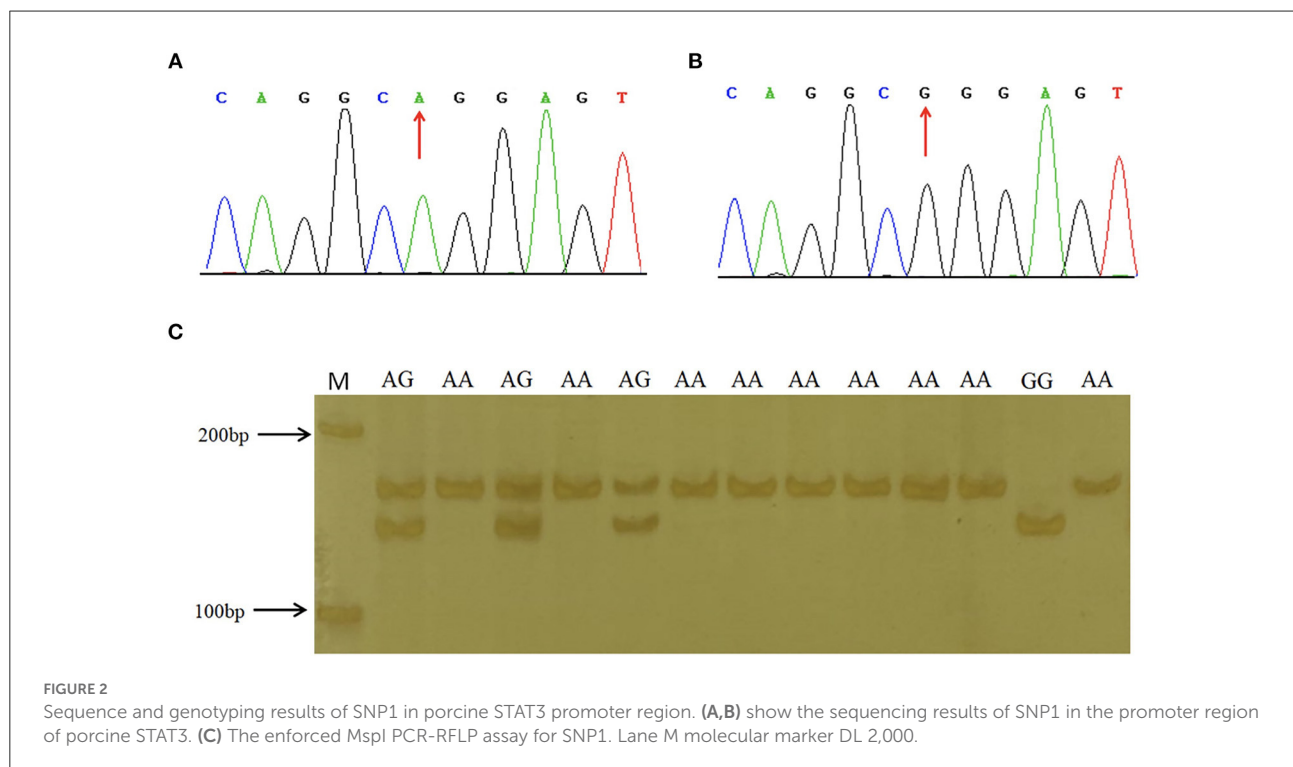 A
C A G G C A G G A G T
B
C A G G C G G G A G T
C
M AG AA AG AA AG AA AA AA AA AA AA GG AA
200bp
100bp
FIGURE 2
Sequence and genotyping results of SNP1 in porcine STAT3 promoter region. (A,B) show the sequencing results of SNP1 in the promoter region
of porcine STAT3. (C) The enforced MspI PCR-RFLP assay for SNP1. Lane M molecular marker DL 2,000.